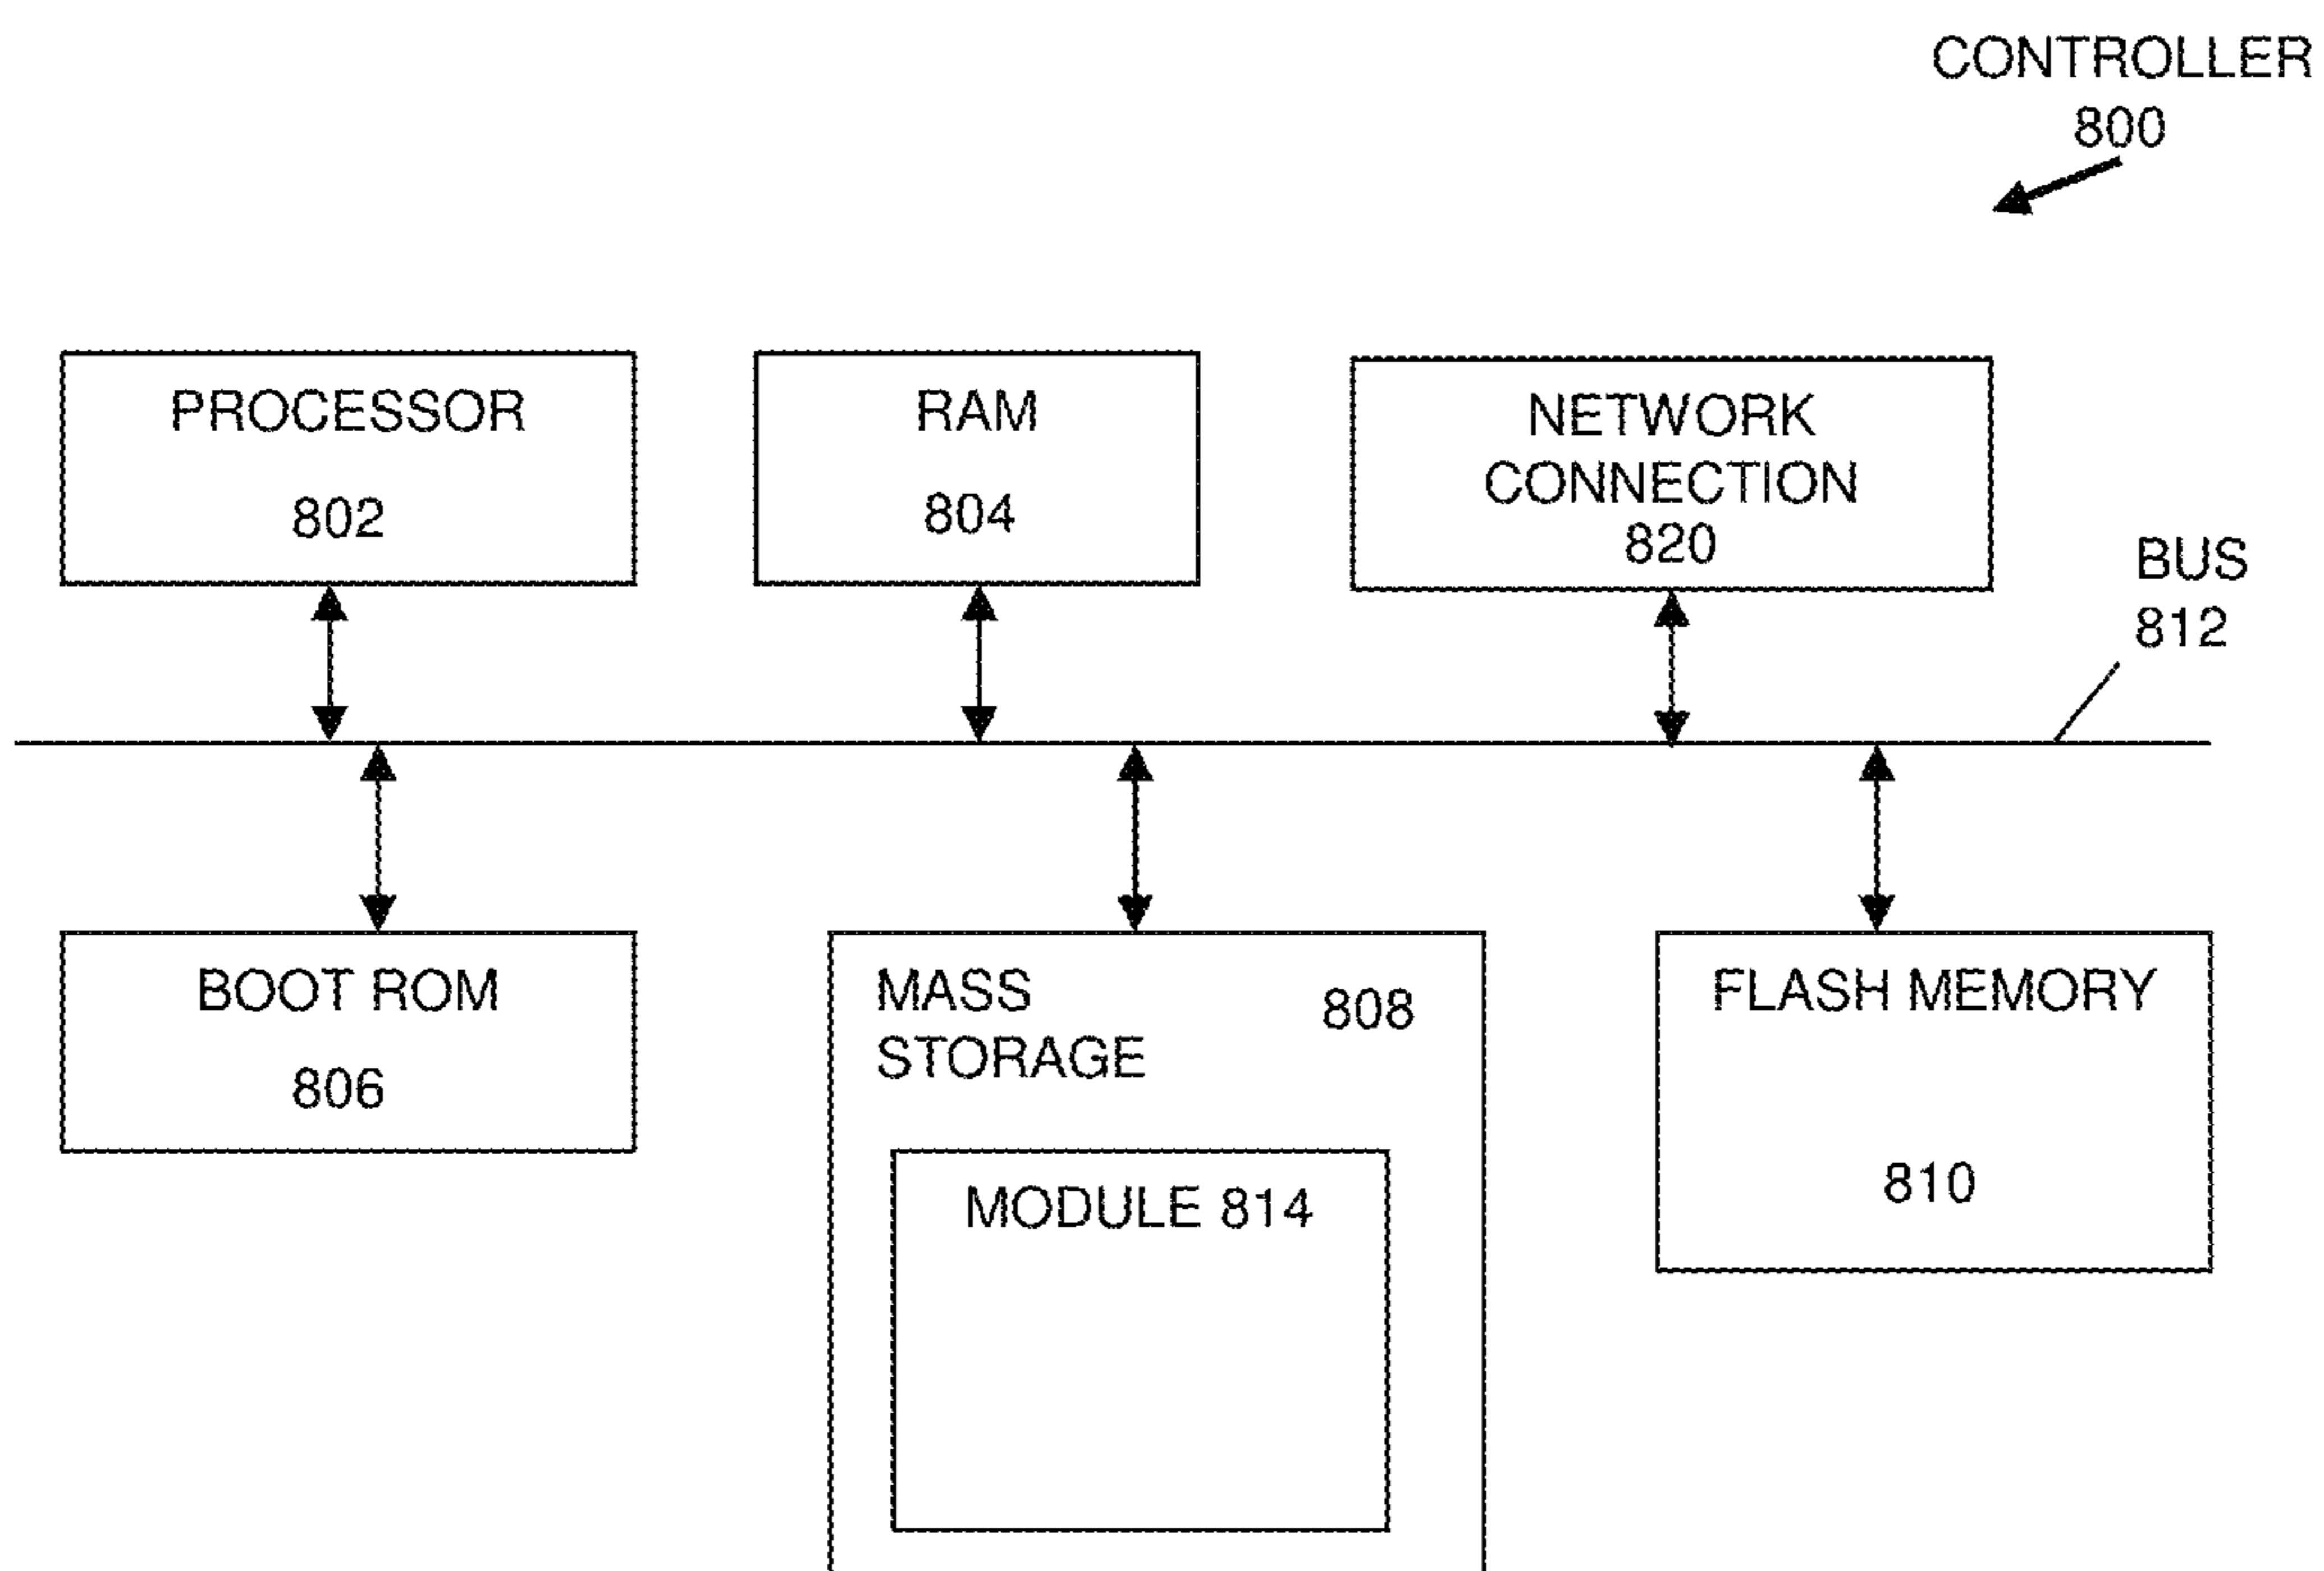 CONTROLLER
800
PROCESSOR
802
RAM
804
NETWORK
CONNECTION
820
BUS
812
BOOT ROM
806
MASS
STORAGE
808
MODULE 814
FLASH MEMORY
810